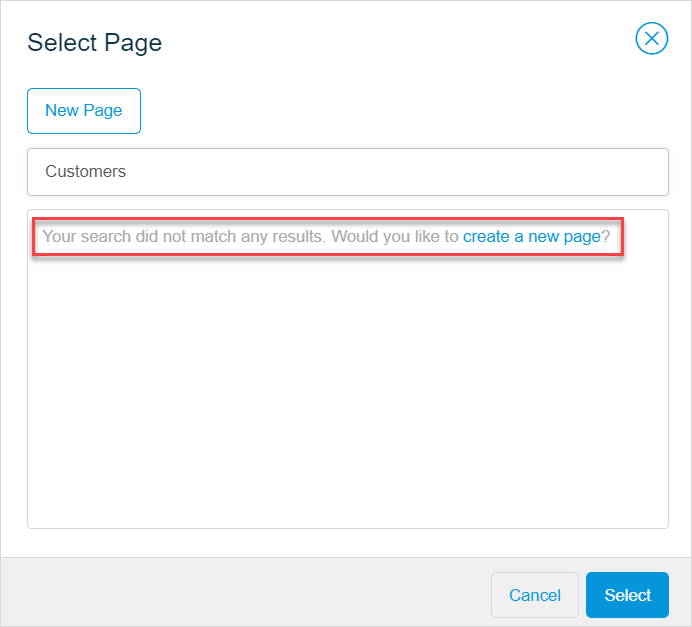 Select Page
New Page
Customers
Your search did not match any results. Would you like to create a new page?
Cancel
Select